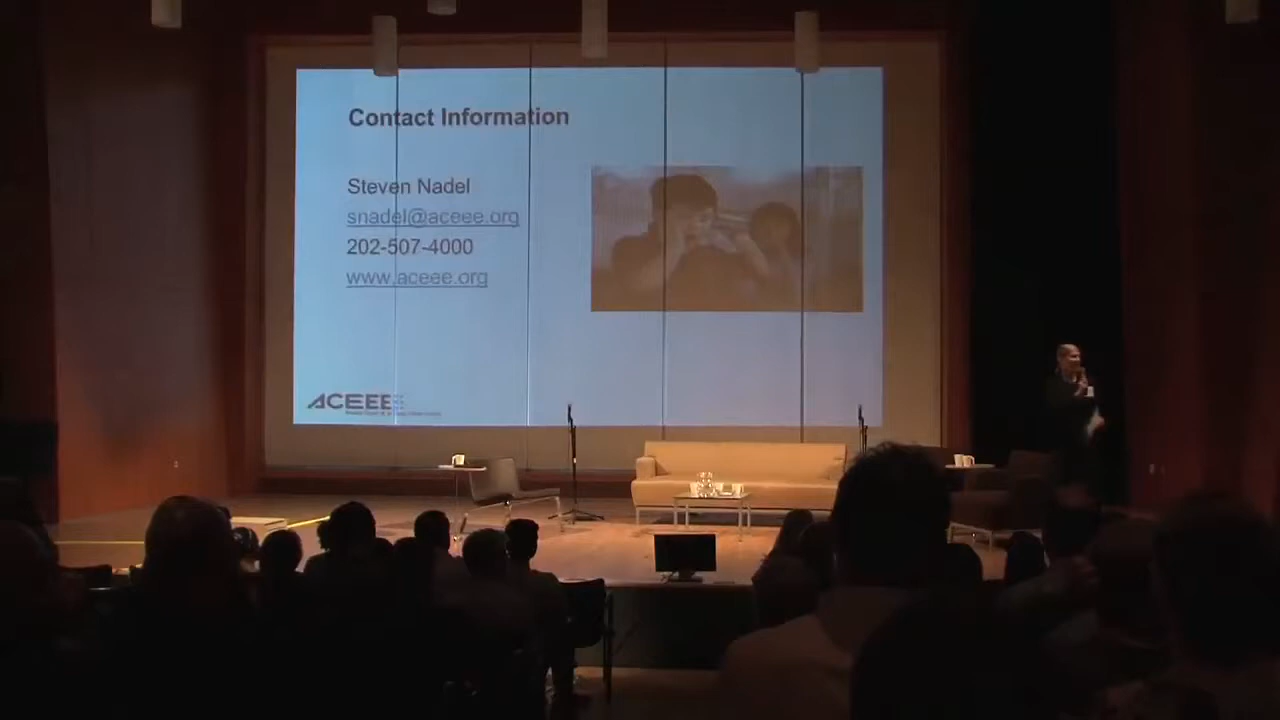 Contact Information
Steven Nadel
snadel@aceee.org
202-507-4000
www.aceee.org
ACEEE